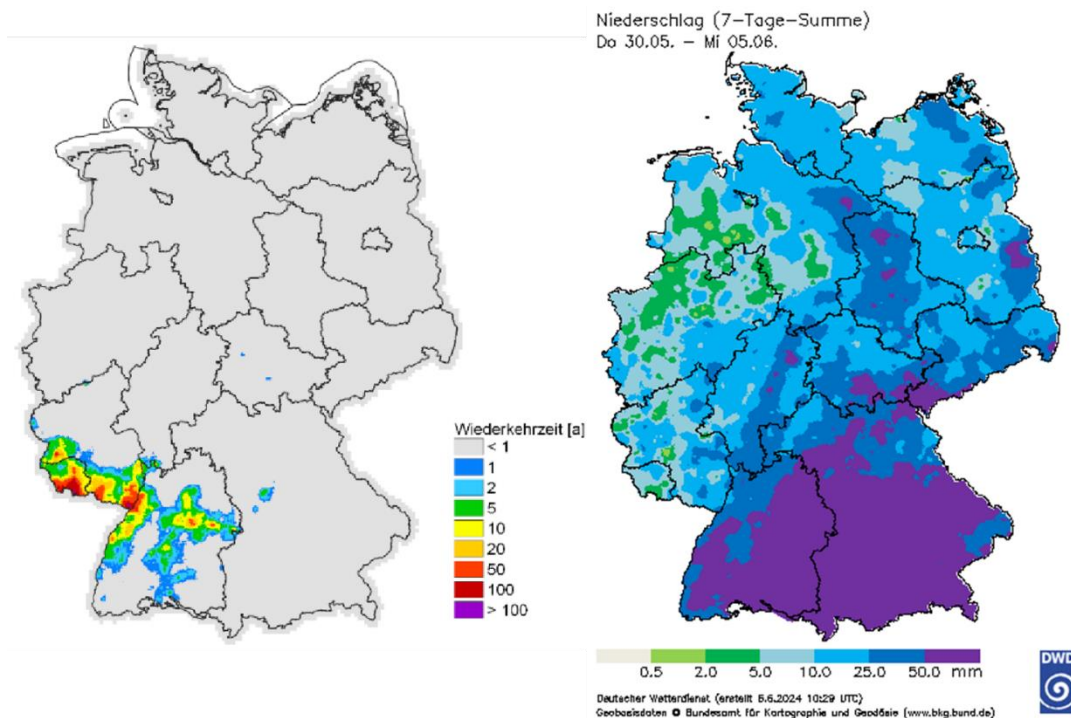 Niederschlag (7-Tage-Summe)
Do 30.05. – Mi 05.06.
Wiederkehrzeit [a]
< 1
1
2
5
10
20
50
100
> 100
0.5 2.0 5.0 10.0 25.0 50.0 mm
DWD
Deutscher Wetterdienst (erstellt 5.6.2024 10:29 UTC)
Geobasisdaten © Bundesamt für Kartographie und Geodäsie (www.bkg.bund.de)